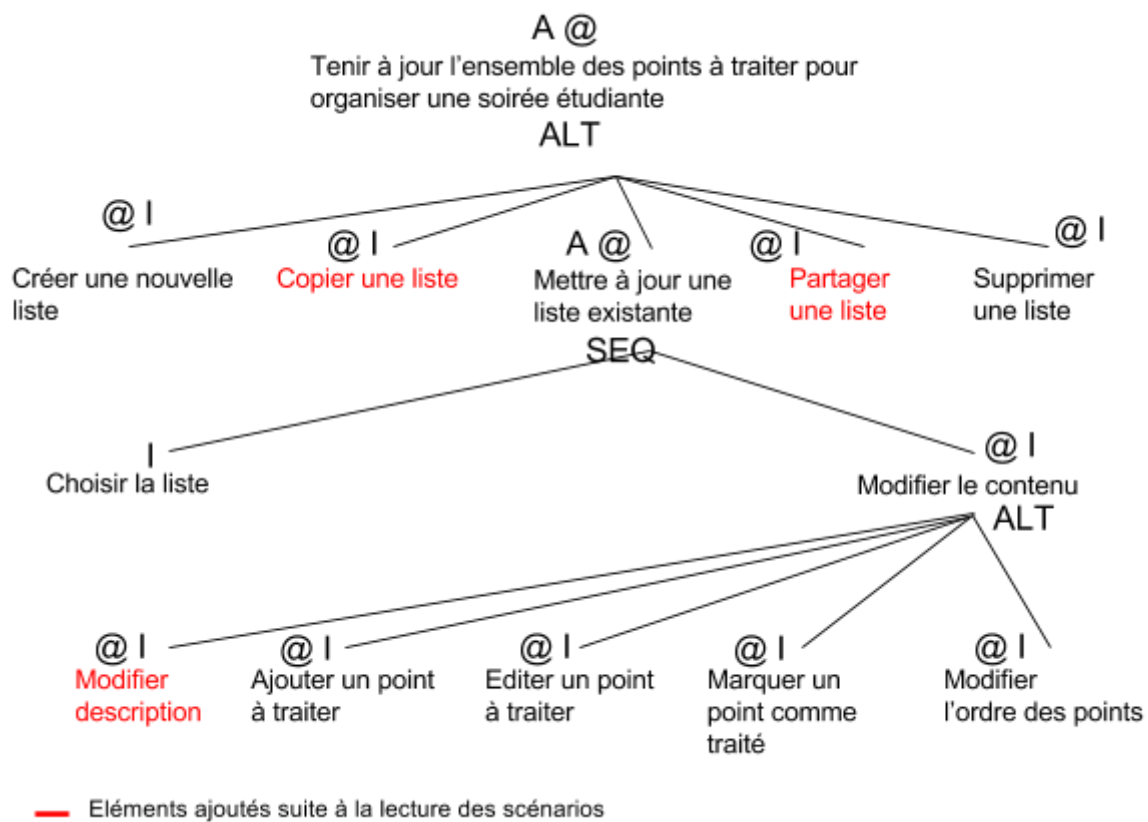 A @
Tenir à jour l'ensemble des points à traiter pour
organiser une soirée étudiante
ALT
@ I
Créer une nouvelle
liste
@ I
Copier une liste
A @
Mettre à jour une
liste existante
SEQ
@ I
Partager
une liste
@ I
Supprimer
une liste
I
Choisir la liste
@ I
Modifier le contenu
ALT
@ I
Modifier
description
@ I
Ajouter un point
à traiter
@ I
Editer un point
à traiter
@ I
Marquer un
point comme
traité
@ I
Modifier
l'ordre des points
Eléments ajoutés suite à la lecture des scénarios